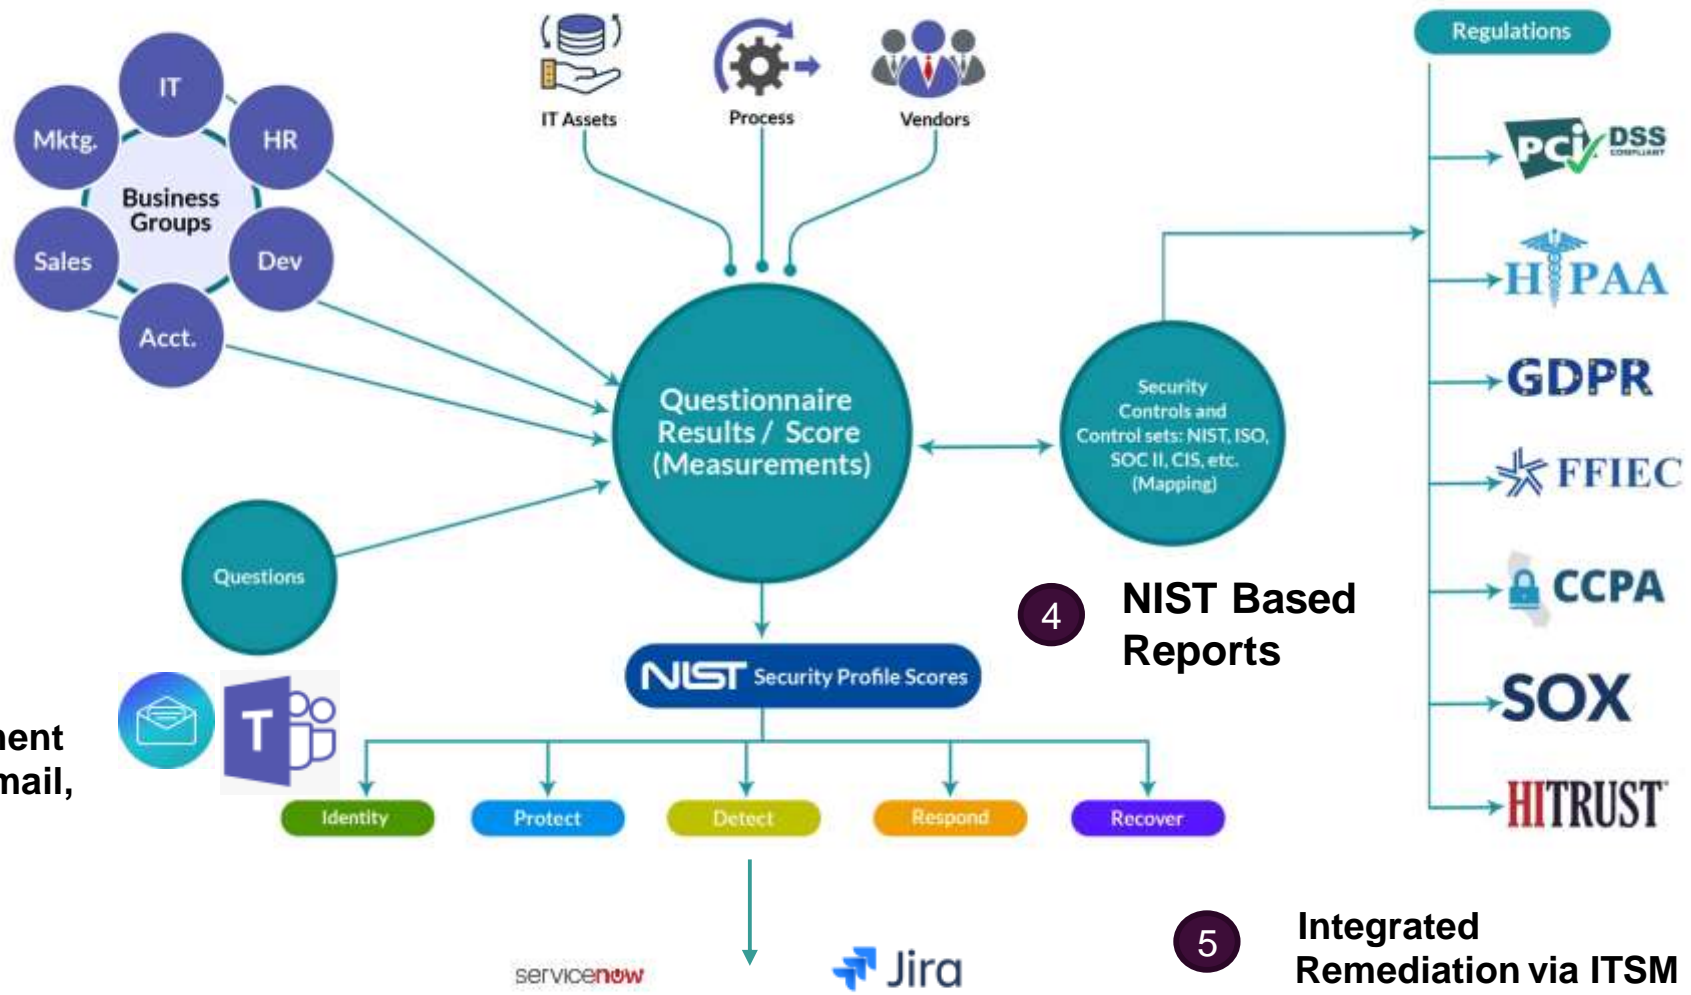 Regulations
IT
Mktg.
HR
Business
Groups
Sales
Dev
Acct.
IT Assets
Process
Vendors
PCI DSS
COMPLIANT
HIPAA
GDPR
FFIEC
CCPA
SOX
HITRUST
Questionnaire
Results / Score
(Measurements)
Security
Controls and
Control sets: NIST, ISO,
SOC II, CIS, etc.
(Mapping)
Questions
4
NIST Based
Reports
NIST Security Profile Scores
T
nent
mail,
Identity
Protect
Detect
Respond
Recover
servicenow
Jira
5
Integrated
Remediation via ITSM